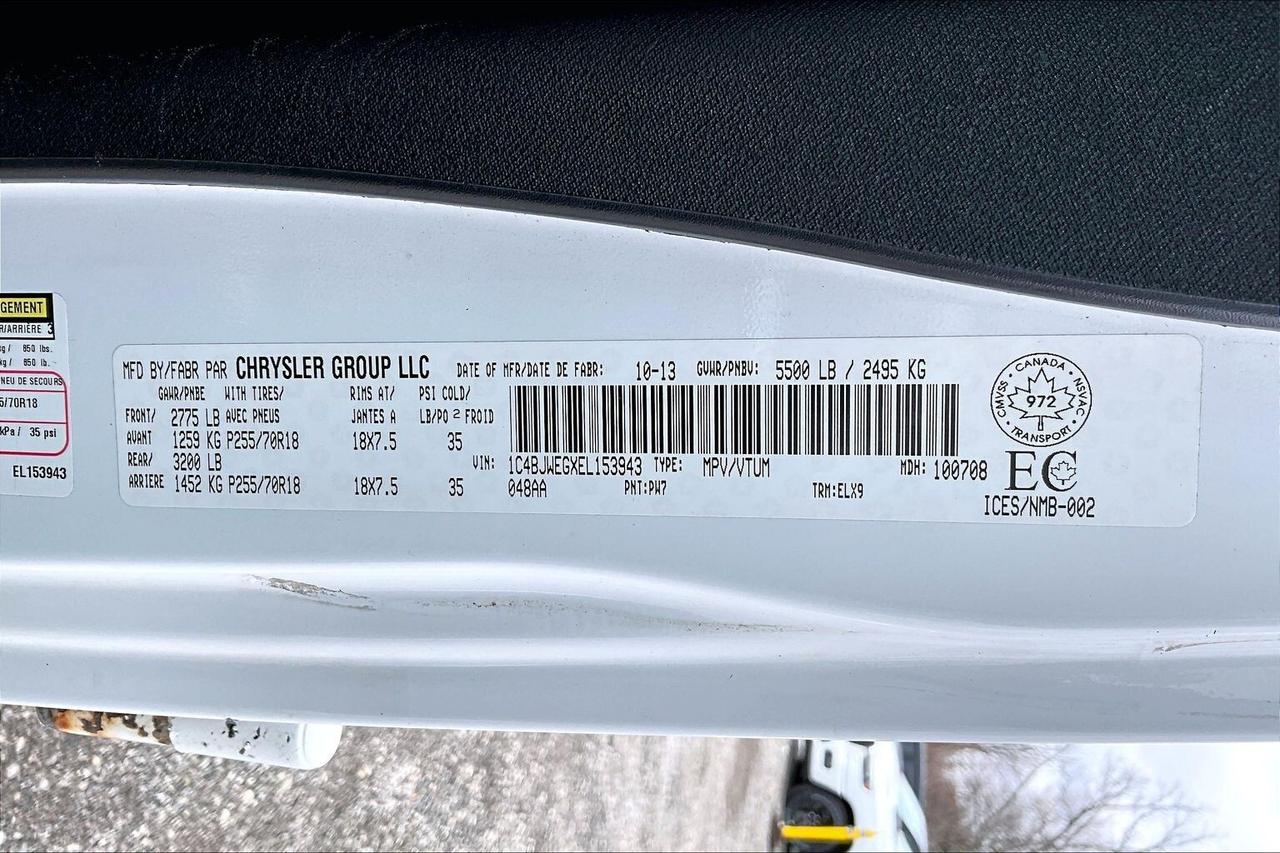 GEMENT
R/ARRIÈRE 3
kg / 850 lbs.
kg / 850 lb.
NEU DE SECOURS
5/70R18
kPa / 35 psi
EL153943
MFD BY/FABR PAR CHRYSLER GROUP LLC DATE OF MFR/DATE DE FABR: 10-13 GVWR/PNBV: 5500 LB / 2495 KG
GAWR/PNBE WITH TIRES/ RIMS AT/ PSI COLD/
FRONT/ 2775 LB AVEC PNEUS JANTES A LB/PO 2 FROID
AVANT 1259 KG P255/70R18 18X7.5 35
REAR/ 3200 LB VIN: 1C4BJWEGXEL153943 TYPE: MPV/VTUM MDH: 100708
ARRIERE 1452 KG P255/70R18 18X7.5 35 048AA PNT:PW7 TRM:ELX9
CANADA
CMVSS NSVAC
972
TRANSPORT
EC
ICES/NMB-002